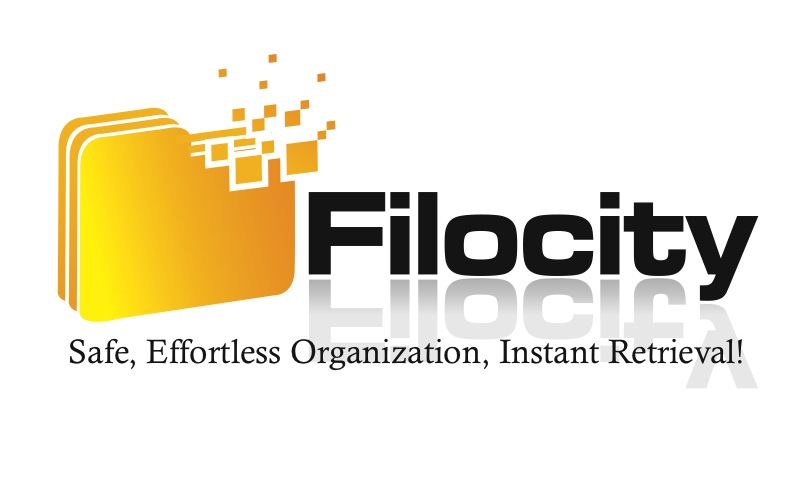 Filocity
Safe, Effortless Organization, Instant Retrieval!